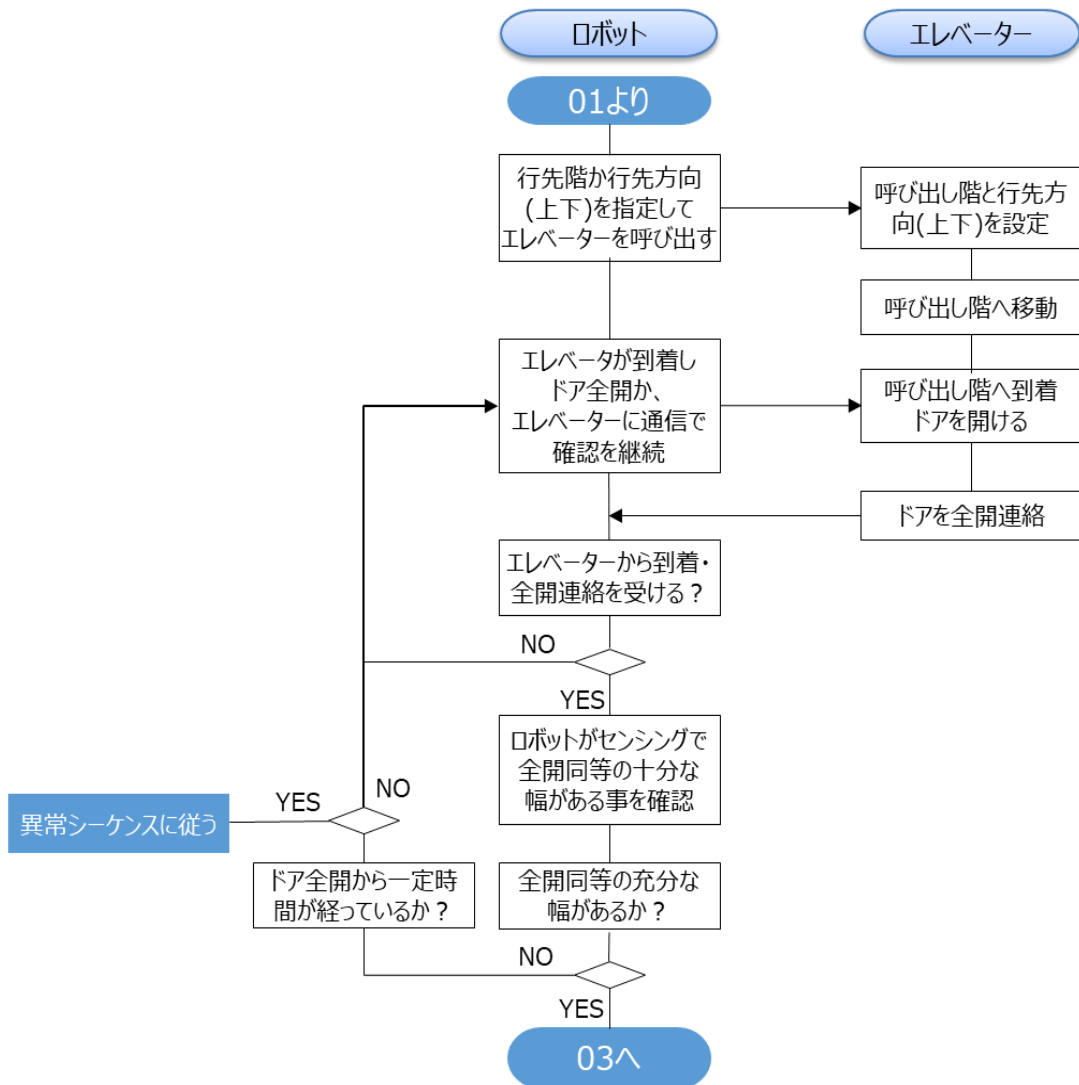 ロボット
エレベーター
01より
行先階か行先方向
(上下)を指定して
エレベーターを呼び出す
呼び出し階と行先方
向(上下)を設定
呼び出し階へ移動
エレベータが到着し
ドア全開か、
エレベーターに通信で
確認を継続
呼び出し階へ到着
ドアを開ける
ドアを全開連絡
エレベーターから到着・
全開連絡を受ける？
NO
YES
ロボットがセンシングで
全開同等の十分な
幅がある事を確認
YES
NO
異常シーケンスに従う
ドア全開から一定時
間が経っているか？
全開同等の充分な
幅があるか？
NO
YES
03へ